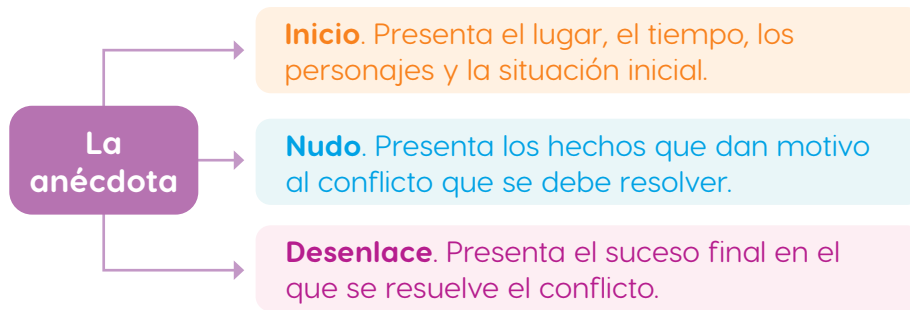 La
anécdota
Inicio. Presenta el lugar, el tiempo, los
personajes y la situación inicial.
Nudo. Presenta los hechos que dan motivo
al conflicto que se debe resolver.
Desenlace. Presenta el suceso final en el
que se resuelve el conflicto.